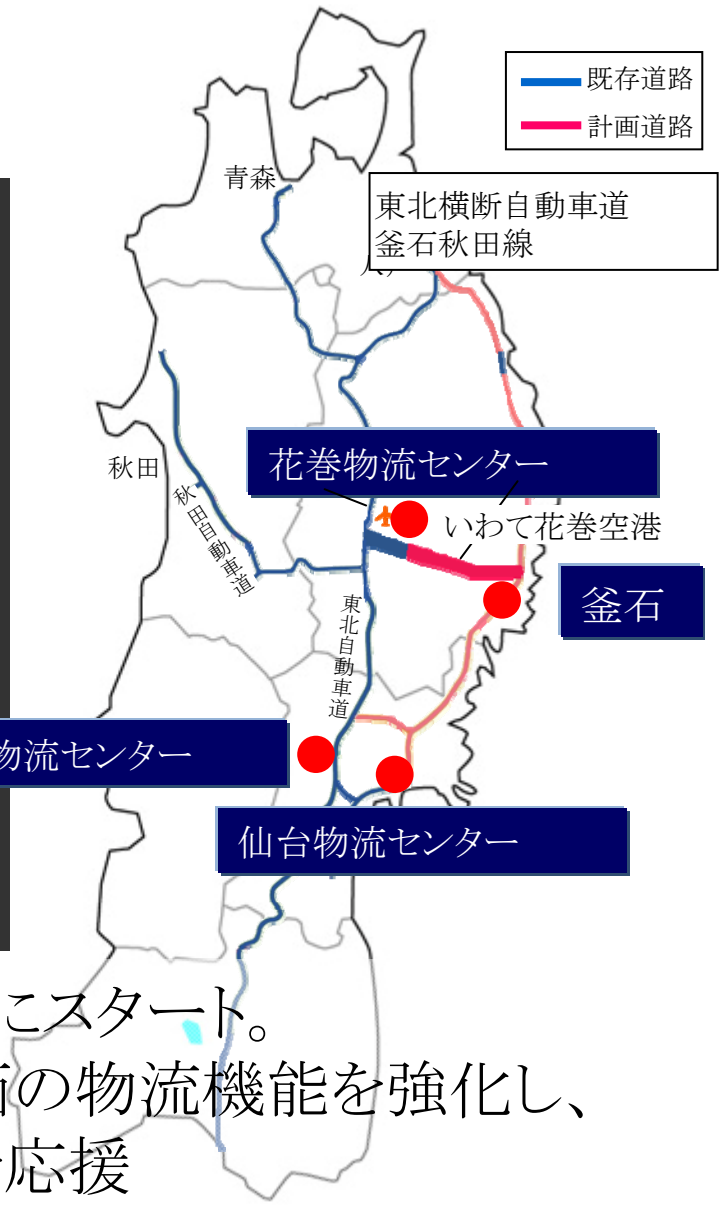 既存道路
計画道路
青森
東北横断自動車道
釜石秋田線
秋田
花巻物流センター
秋田自動車道
いわて花巻空港
釜石
東北自動車道
物流センター
仙台物流センター
にスタート。
の物流機能を強化し、
応援